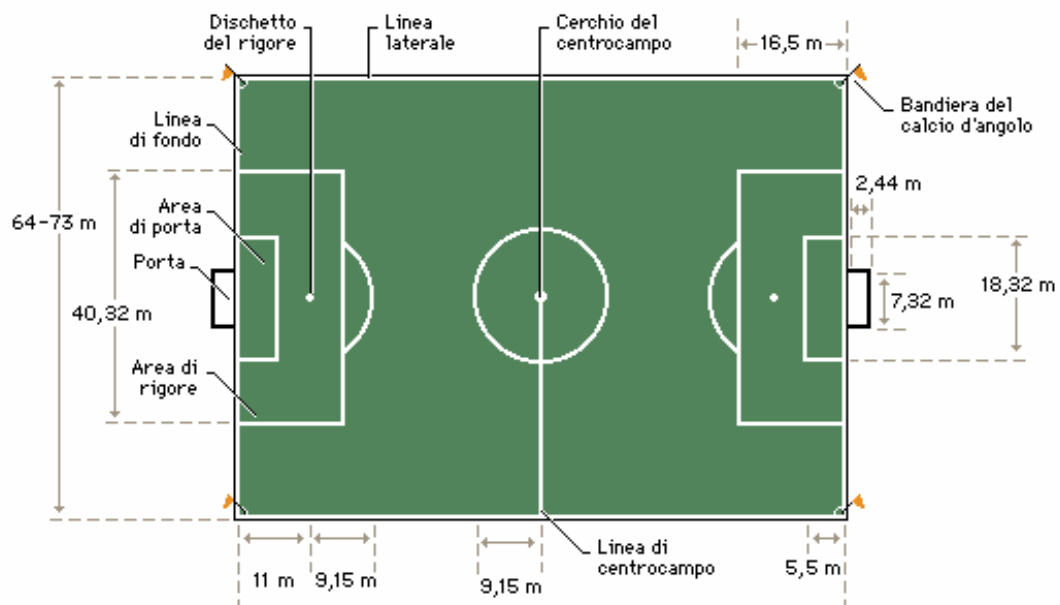 Dischetto
del rigore
Linea
laterale
Cerchio del
centrocampo
16,5 m
Bandiera del
calcio d'angolo
Linea
di fondo
2,44 m
64-73 m
Area
di porta
Porta
40,32 m
18,32 m
7,32 m
Area di
rigore
11 m
9,15 m
9,15 m
Linea di
centrocampo
5,5 m